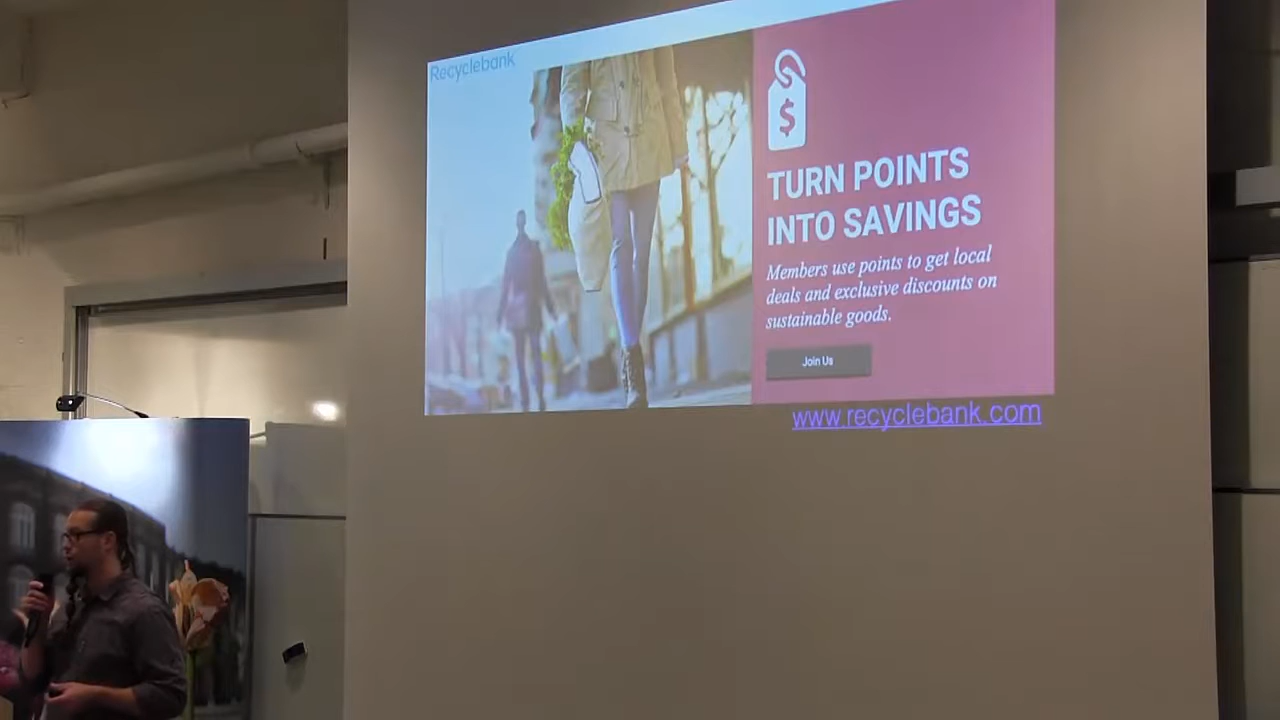 Recyclebank
$
TURN POINTS
INTO SAVINGS
Members use points to get local
deals and exclusive discounts on
sustainable goods.
Join Us
www.recyclebank.com